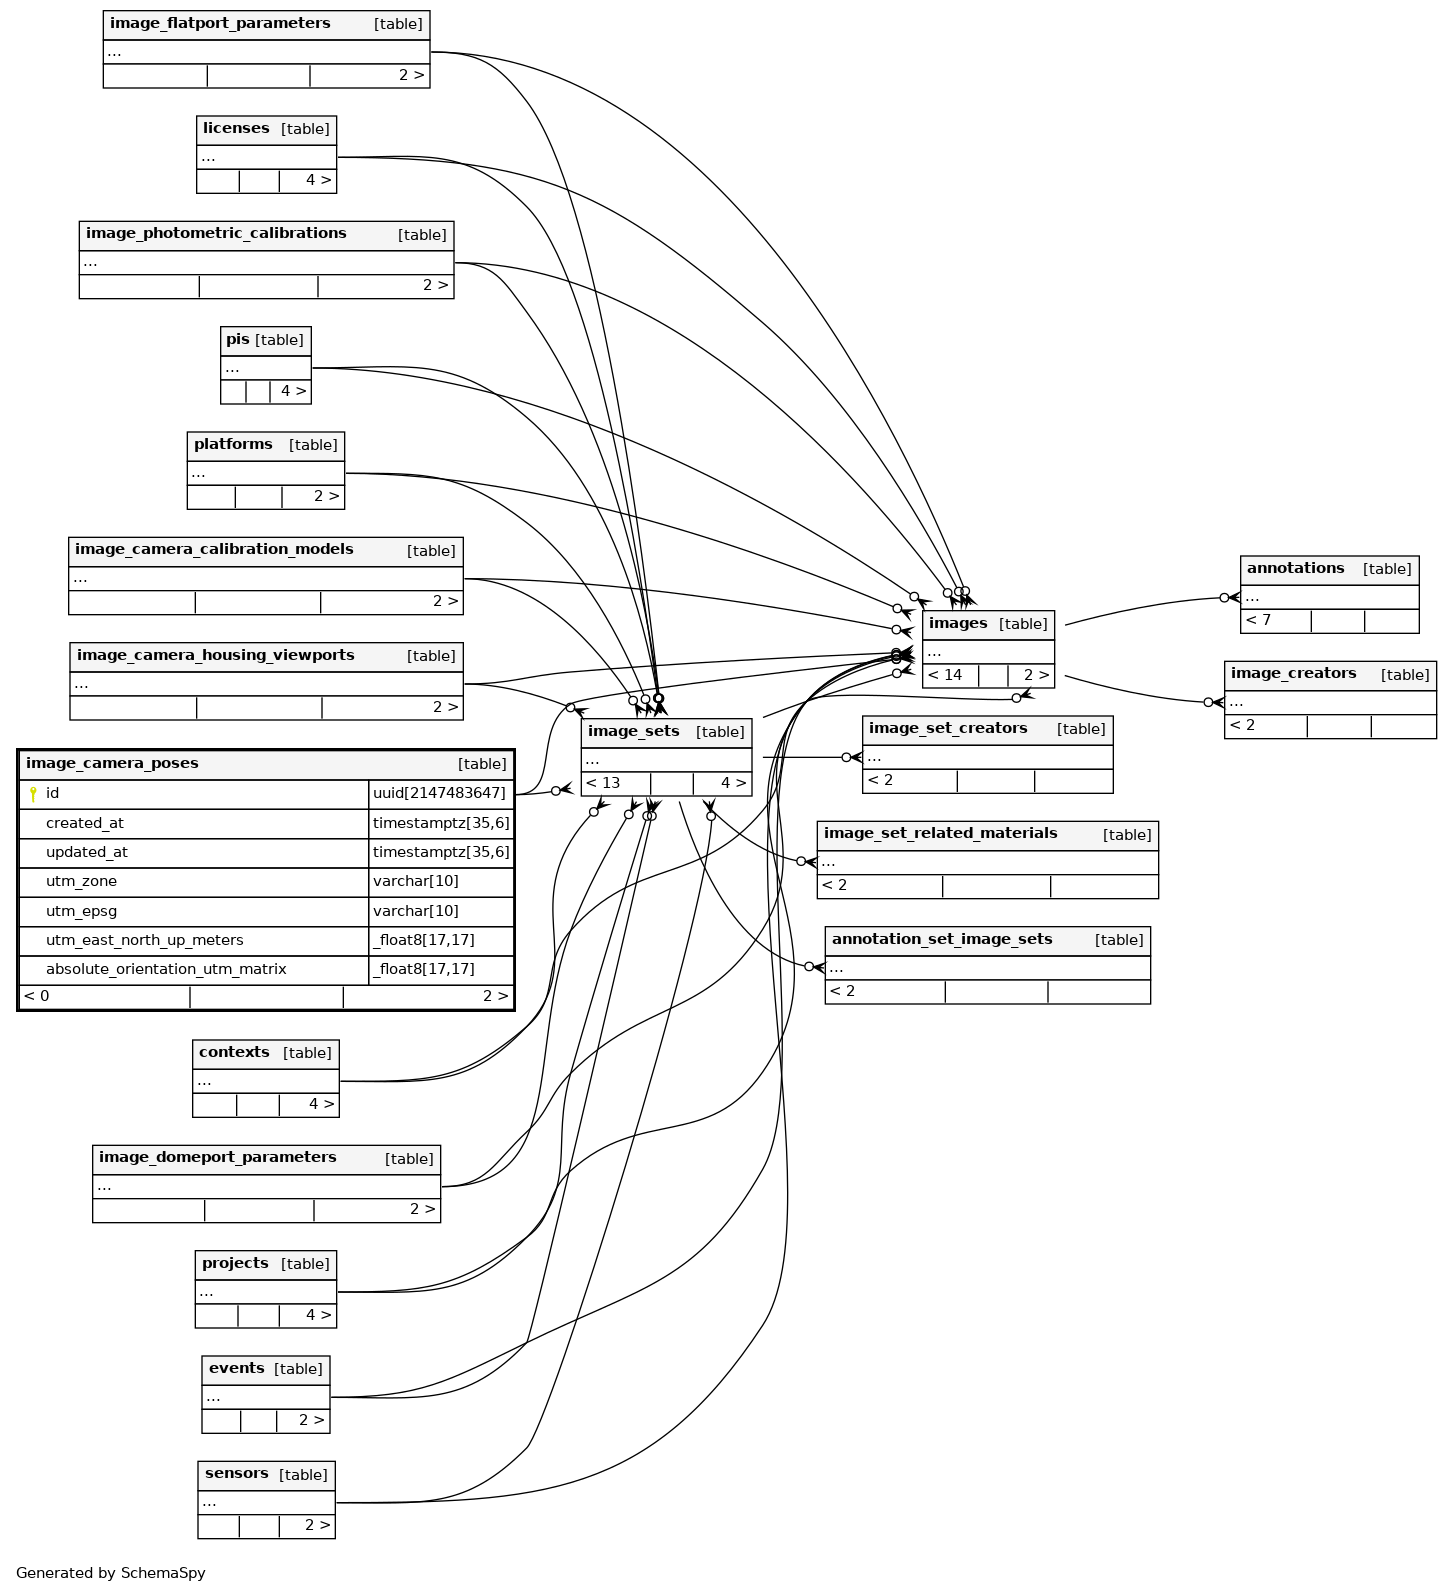 image_flatport_parameters [table]
...
2 >
licenses [table]
...
4 >
image_photometric_calibrations [table]
...
2 >
pis [table]
...
4 >
platforms [table]
...
2 >
image_camera_calibration_models [table]
...
2 >
image_camera_housing_viewports [table]
...
2 >
image_camera_poses [table]
id uuid[2147483647]
created_at timestamptz[35,6]
updated_at timestamptz[35,6]
utm_zone varchar[10]
utm_epsg varchar[10]
utm_east_north_up_meters _float8[17,17]
absolute_orientation_utm_matrix _float8[17,17]
< 0 2 >
contexts [table]
...
4 >
image_domeport_parameters [table]
...
2 >
projects [table]
...
4 >
events [table]
...
2 >
sensors [table]
...
2 >
image_sets [table]
...
< 13 4 >
images [table]
...
< 14 2 >
image_set_creators [table]
...
< 2
image_set_related_materials [table]
...
< 2
annotation_set_image_sets [table]
...
< 2
annotations [table]
...
< 7
image_creators [table]
...
< 2
Generated by SchemaSpy